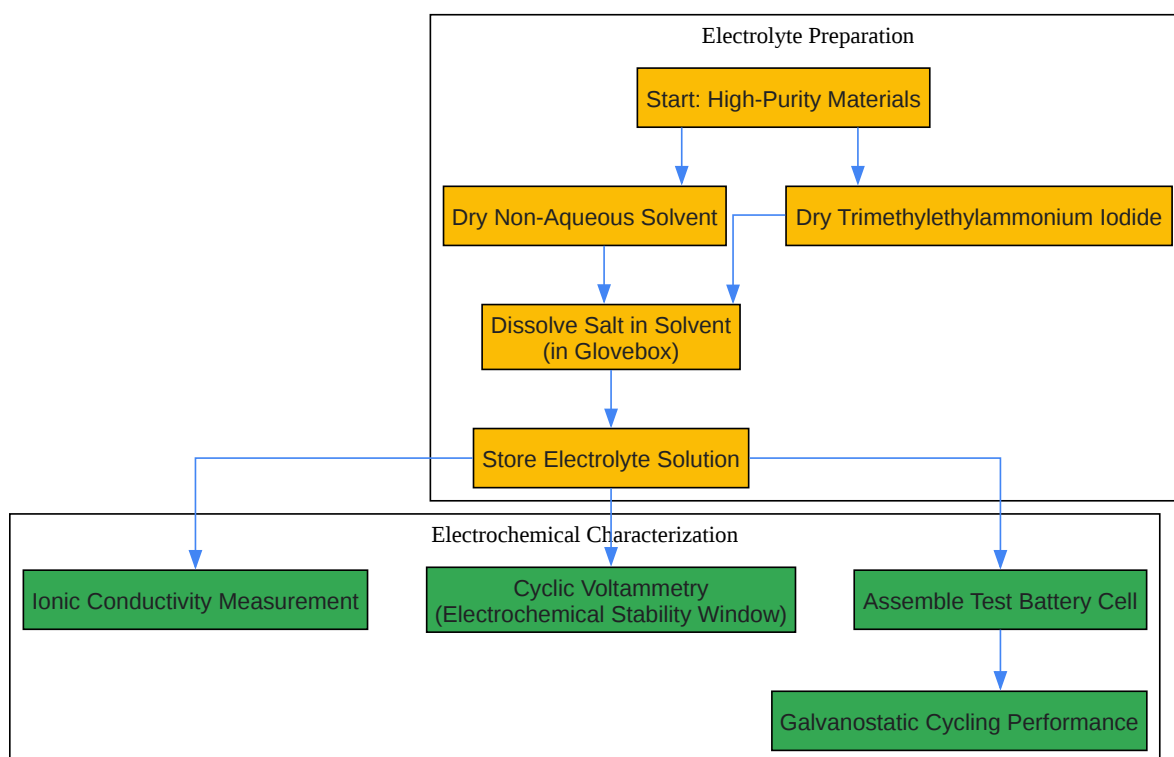 Electrolyte Preparation
Start: High-Purity Materials
Dry Non-Aqueous Solvent
Dry Trimethylethylammonium Iodide
Dissolve Salt in Solvent
(in Glovebox)
Store Electrolyte Solution
Electrochemical Characterization
Ionic Conductivity Measurement
Cyclic Voltammetry
(Electrochemical Stability Window)
Assemble Test Battery Cell
Galvanostatic Cycling Performance